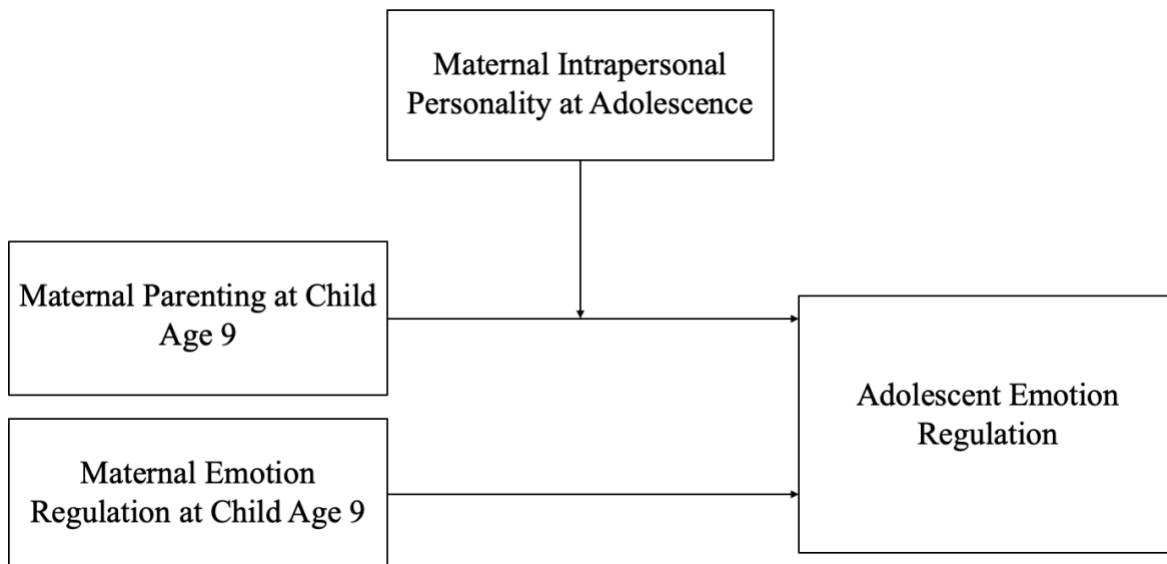 Maternal Intrapersonal
Personality at Adolescence
Maternal Parenting at Child
Age 9
Maternal Emotion
Regulation at Child Age 9
Adolescent Emotion
Regulation